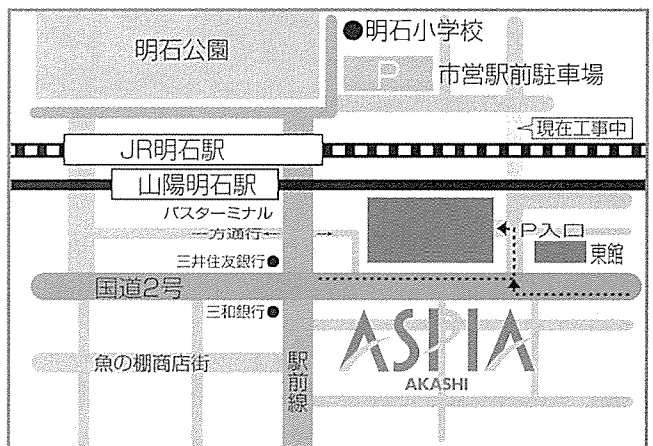 明石公園
●明石小学校
P 市営駅前駐車場
現在工事中
JR明石駅
山陽明石駅
バスターミナル
一方通行
P入口
東館
三井住友銀行●
国道2号
三和銀行●
魚の棚商店街
駅前線
ASPIA
AKASHI